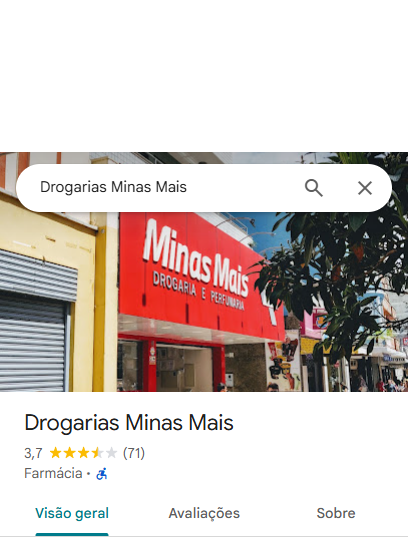 Drogarias Minas Mais
Minas Mais
DROGARIA E PERFUMARIA
Drogarias Minas Mais
3,7 (71)
Farmácia ·
Visão geral Avaliações Sobre